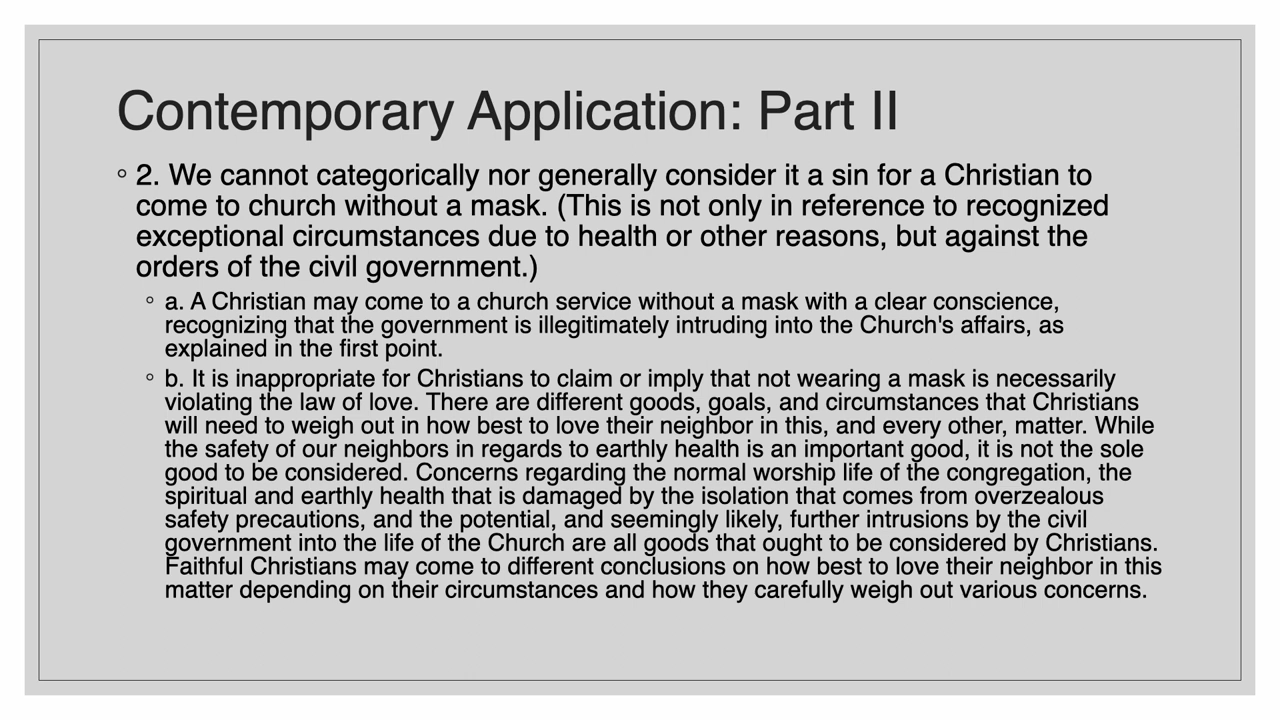 Contemporary Application: Part II
◦ 2. We cannot categorically nor generally consider it a sin for a Christian to
come to church without a mask. (This is not only in reference to recognized
exceptional circumstances due to health or other reasons, but against the
orders of the civil government.)
◦ a. A Christian may come to a church service without a mask with a clear conscience,
recognizing that the government is illegitimately intruding into the Church's affairs, as
explained in the first point.
◦ b. It is inappropriate for Christians to claim or imply that not wearing a mask is necessarily
violating the law of love. There are different goods, goals, and circumstances that Christians
will need to weigh out in how best to love their neighbor in this, and every other, matter. While
the safety of our neighbors in regards to earthly health is an important good, it is not the sole
good to be considered. Concerns regarding the normal worship life of the congregation, the
spiritual and earthly health that is damaged by the isolation that comes from overzealous
safety precautions, and the potential, and seemingly likely, further intrusions by the civil
government into the life of the Church are all goods that ought to be considered by Christians.
Faithful Christians may come to different conclusions on how best to love their neighbor in this
matter depending on their circumstances and how they carefully weigh out various concerns.